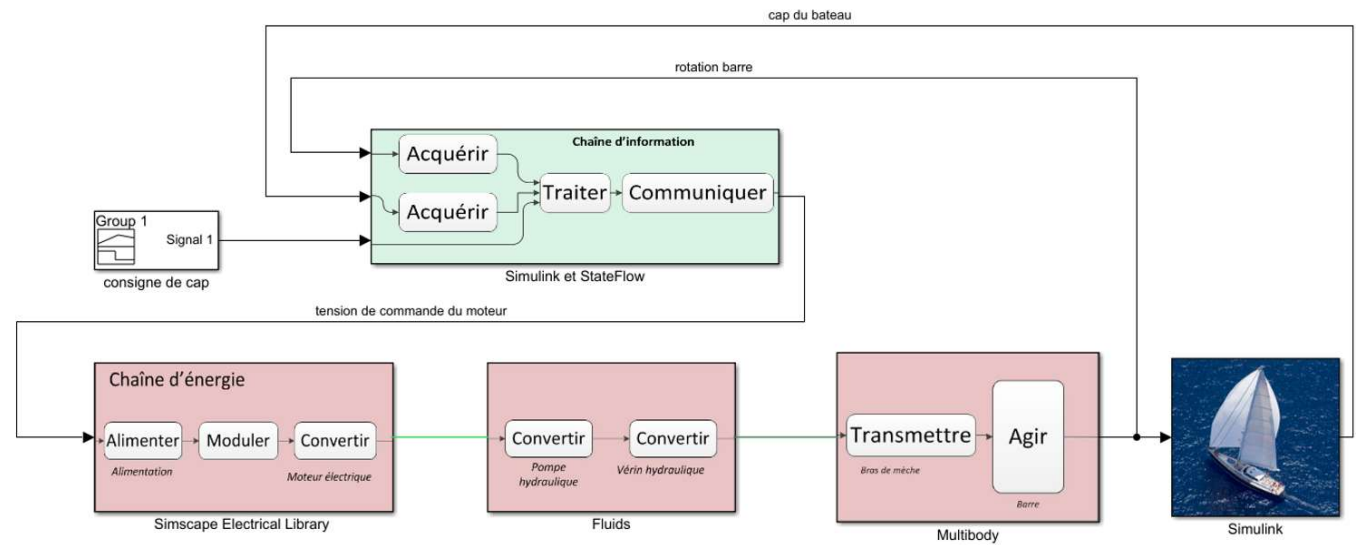 cap du bateau
rotation barre
Chaîne d'information
Acquérir
Traiter
Communiquer
Acquérir
Group 1
Signal 1
consigne de cap
Simulink et StateFlow
tension de commande du moteur
Chaîne d'énergie
Alimenter
Moduler
Convertir
Alimentation
Moteur électrique
Simscape Electrical Library
Convertir
Convertir
Pompe
hydraulique
Vérin hydraulique
Fluids
Transmettre
Agir
Bras de mèche
Barre
Multibody
Simulink